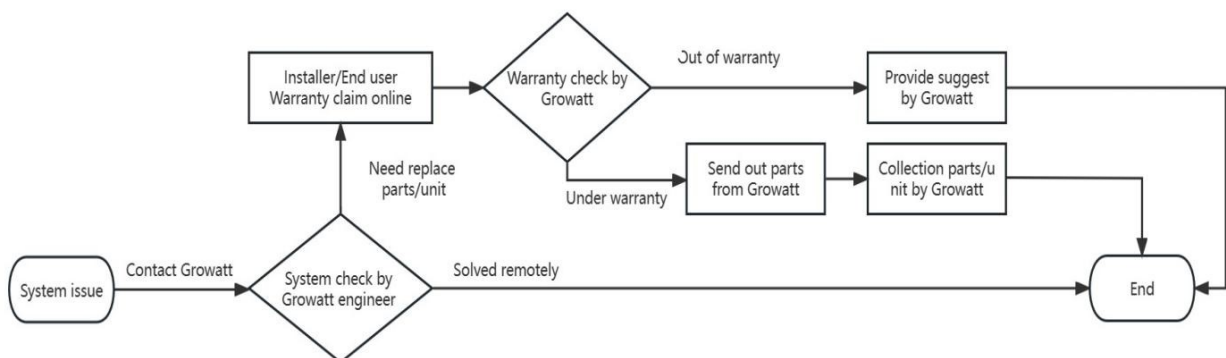 Out of warranty
Installer/End user
Warranty claim online
Warranty check by
Growatt
Provide suggest
by Growatt
Need replace
parts/unit
Under warranty
Send out parts
from Growatt
Collection parts/u
nit by Growatt
System issue
Contact Growatt
System check by
Growatt engineer
Solved remotely
End